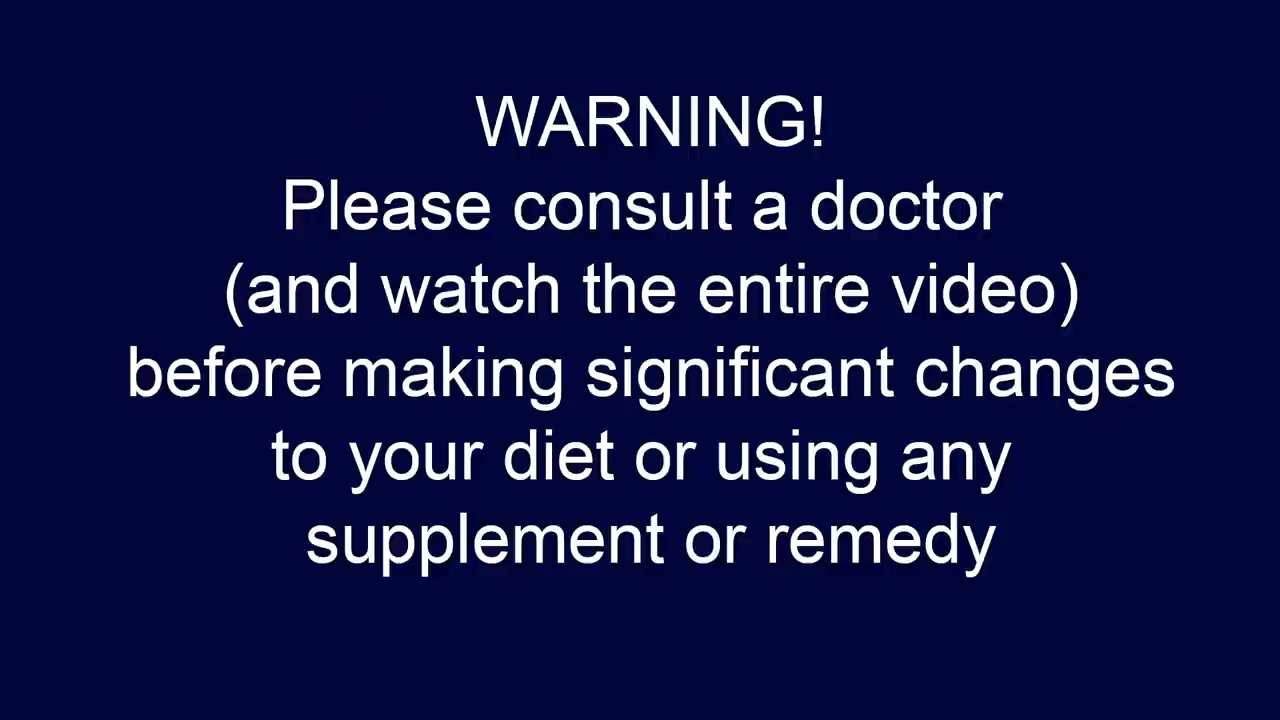 WARNING!
Please consult a doctor
(and watch the entire video)
before making significant changes
to your diet or using any
supplement or remedy